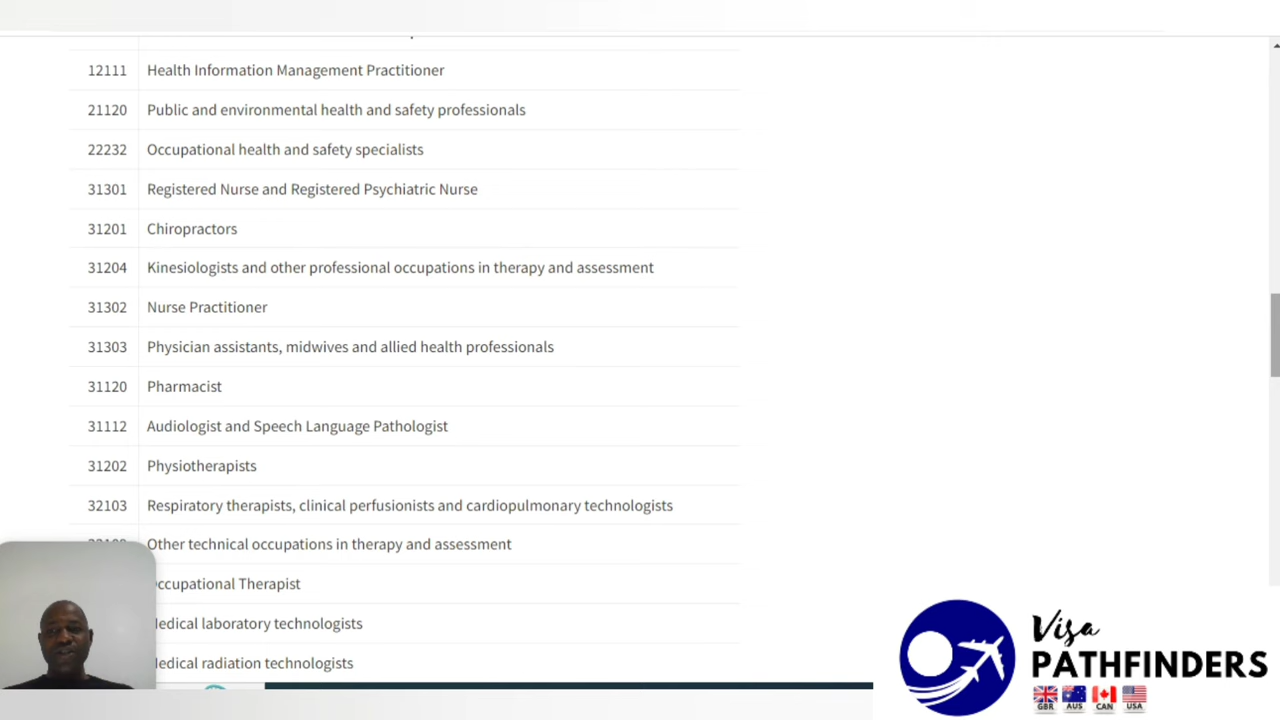 12111 Health Information Management Practitioner
21120 Public and environmental health and safety professionals
22232 Occupational health and safety specialists
31301 Registered Nurse and Registered Psychiatric Nurse
31201 Chiropractors
31204 Kinesiologists and other professional occupations in therapy and assessment
31302 Nurse Practitioner
31303 Physician assistants, midwives and allied health professionals
31120 Pharmacist
31112 Audiologist and Speech Language Pathologist
31202 Physiotherapists
32103 Respiratory therapists, clinical perfusionists and cardiopulmonary technologists
Other technical occupations in therapy and assessment
ccupational Therapist
edical laboratory technologists
edical radiation technologists
Visa
PATHFINDERS
GBR AUS CAN USA